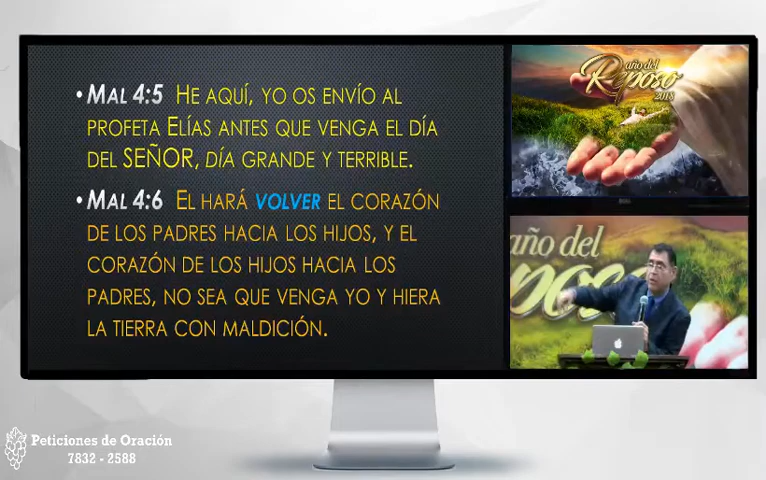 • Mal 4:5 He aquí, yo os envío al
profeta Elías antes que venga el día
del SEÑOR, día grande y terrible.
• Mal 4:6 El hará volver el corazón
de los padres hacia los hijos, y el
corazón de los hijos hacia los
padres, no sea que venga yo y hiera
la tierra con maldición.
año del
Reposo
2018
año del
eposo
Peticiones de Oración
7832 - 2588